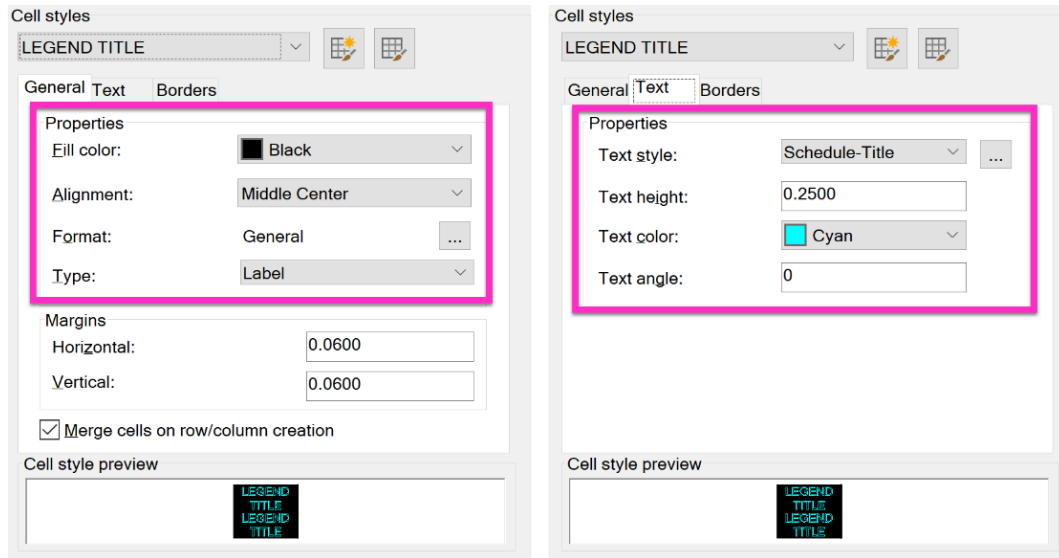 Cell styles
LEGEND TITLE
General Text Borders
Properties
Fill color: Black
Alignment: Middle Center
Format: General ...
Type: Label
Margins
Horizontal: 0.0600
Vertical: 0.0600
Merge cells on row/column creation
Cell style preview
LEGEND
TITLE
LEGEND
TITLE
Cell styles
LEGEND TITLE
General Text Borders
Properties
Text style: Schedule-Title ...
Text height: 0.2500
Text color: Cyan
Text angle: 0
Cell style preview
LEGEND
TITLE
LEGEND
TITLE